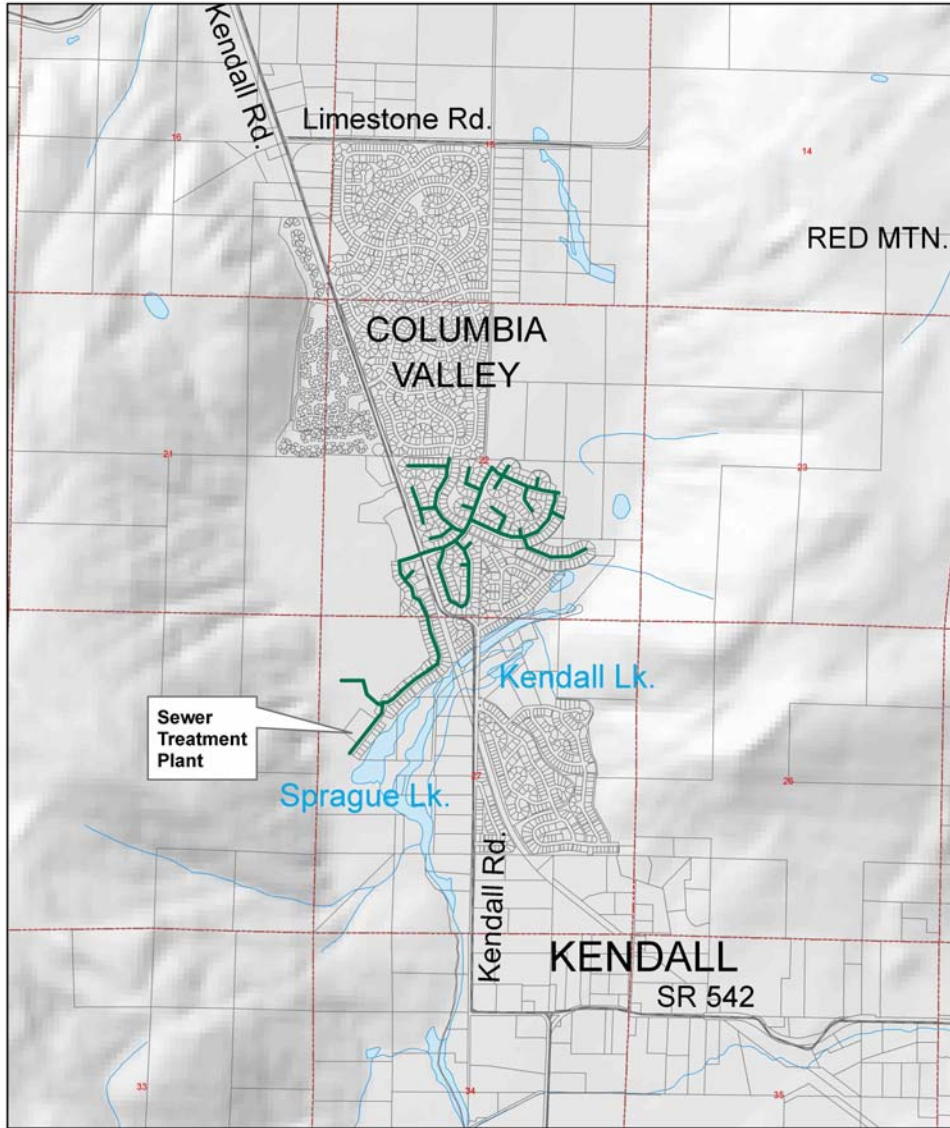 Kendall Rd.
Limestone Rd.
16
15
14
RED MTN.
COLUMBIA
VALLEY
21
22
23
Kendall Lk.
Sewer
Treatment
Plant
27
26
Sprague Lk.
Kendall Rd.
KENDALL
SR 542
33
34
35